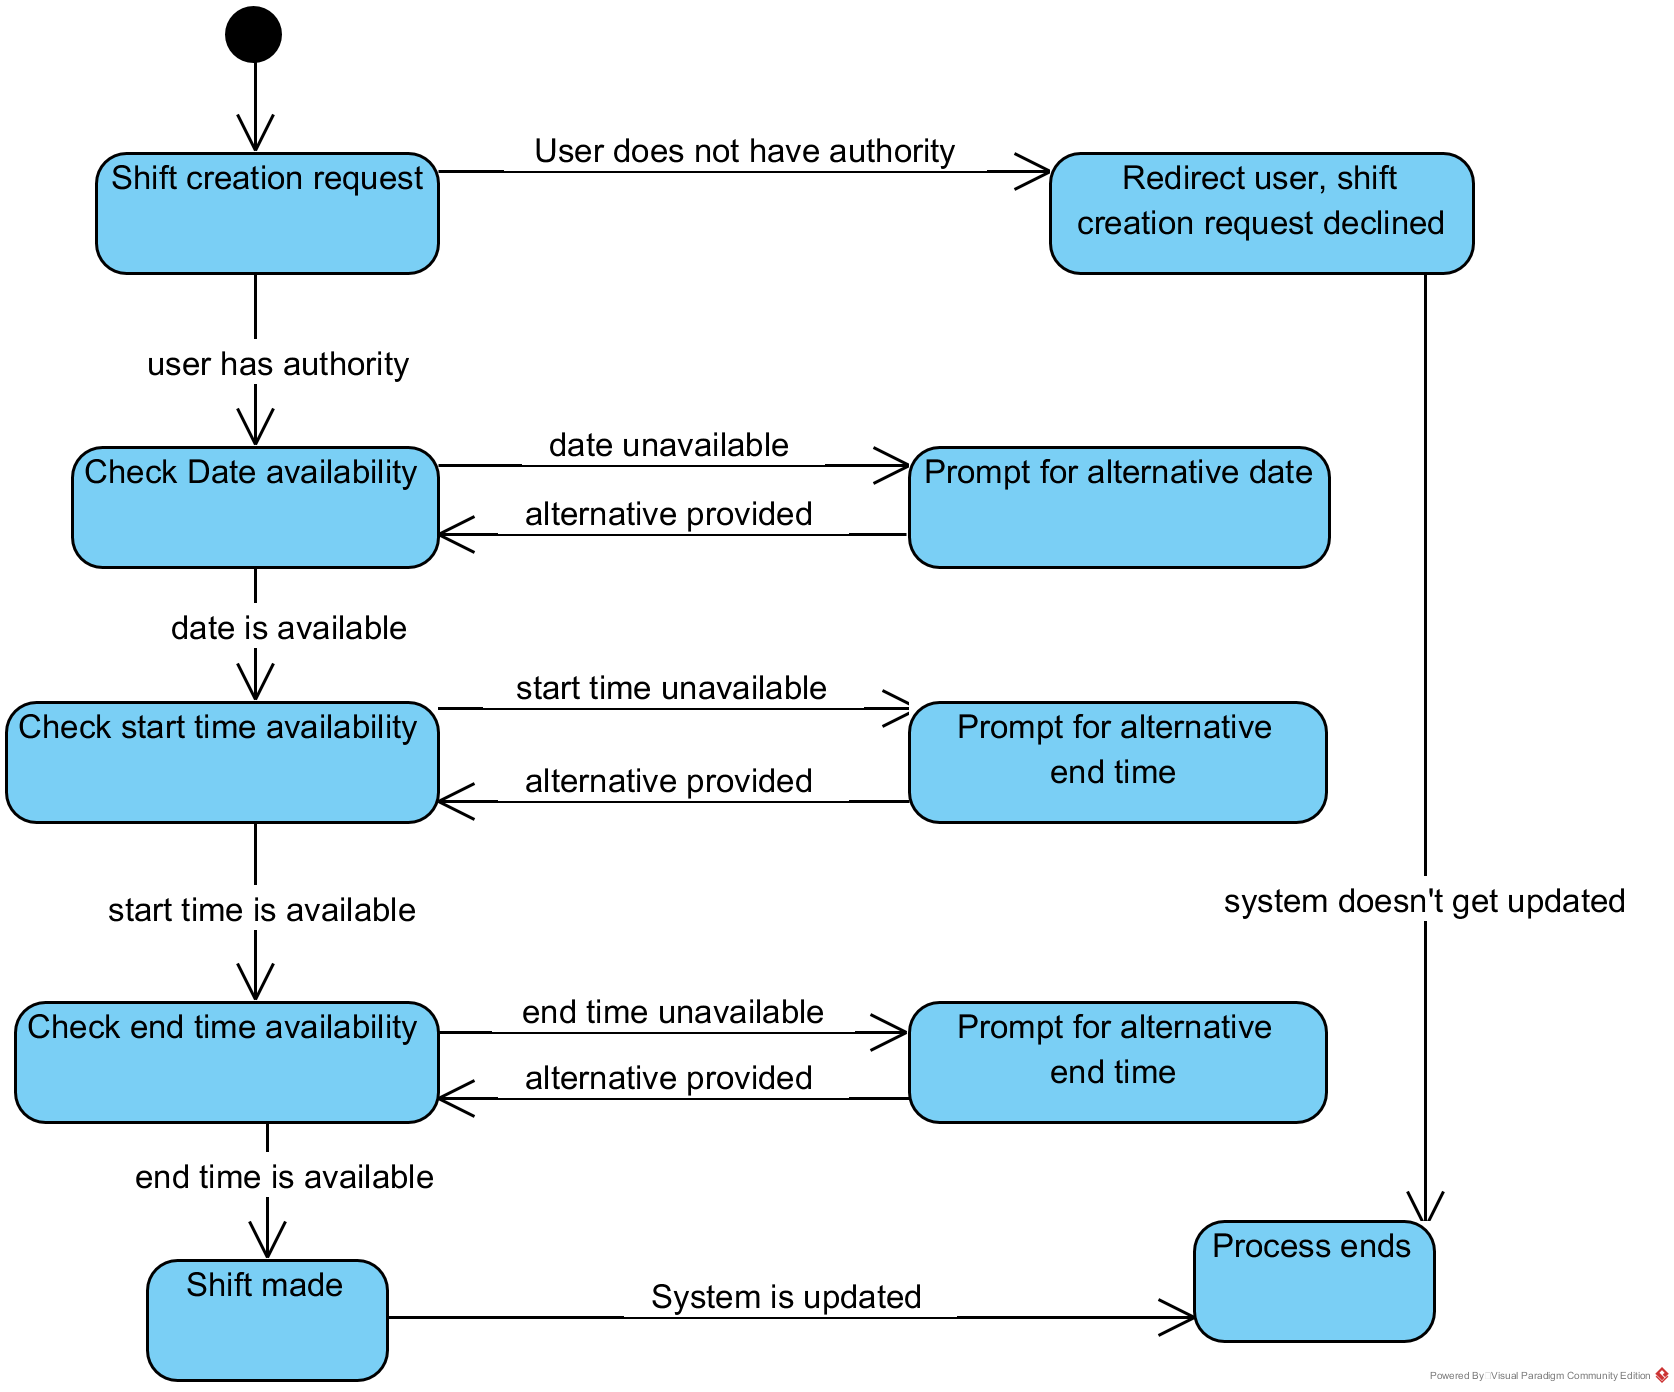 Shift creation request
User does not have authority
Redirect user, shift
creation request declined
user has authority
Check Date availability
date unavailable
alternative provided
Prompt for alternative date
date is available
Check start time availability
start time unavailable
alternative provided
Prompt for alternative
end time
start time is available
system doesn't get updated
Check end time availability
end time unavailable
alternative provided
Prompt for alternative
end time
end time is available
Shift made
System is updated
Process ends
Powered By Visual Paradigm Community Edition